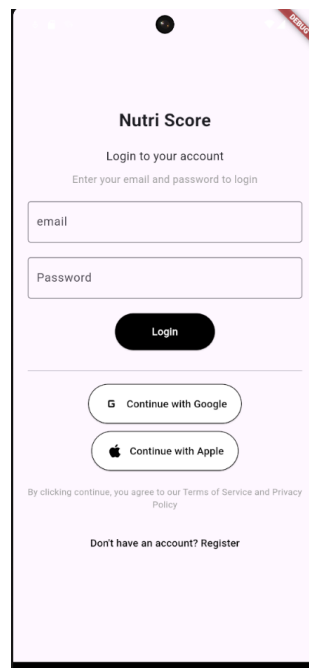 DEBUG
Nutri Score
Login to your account
Enter your email and password to login
email
Password
Login
G Continue with Google
Continue with Apple
By clicking continue, you agree to our Terms of Service and Privacy
Policy
Don't have an account? Register